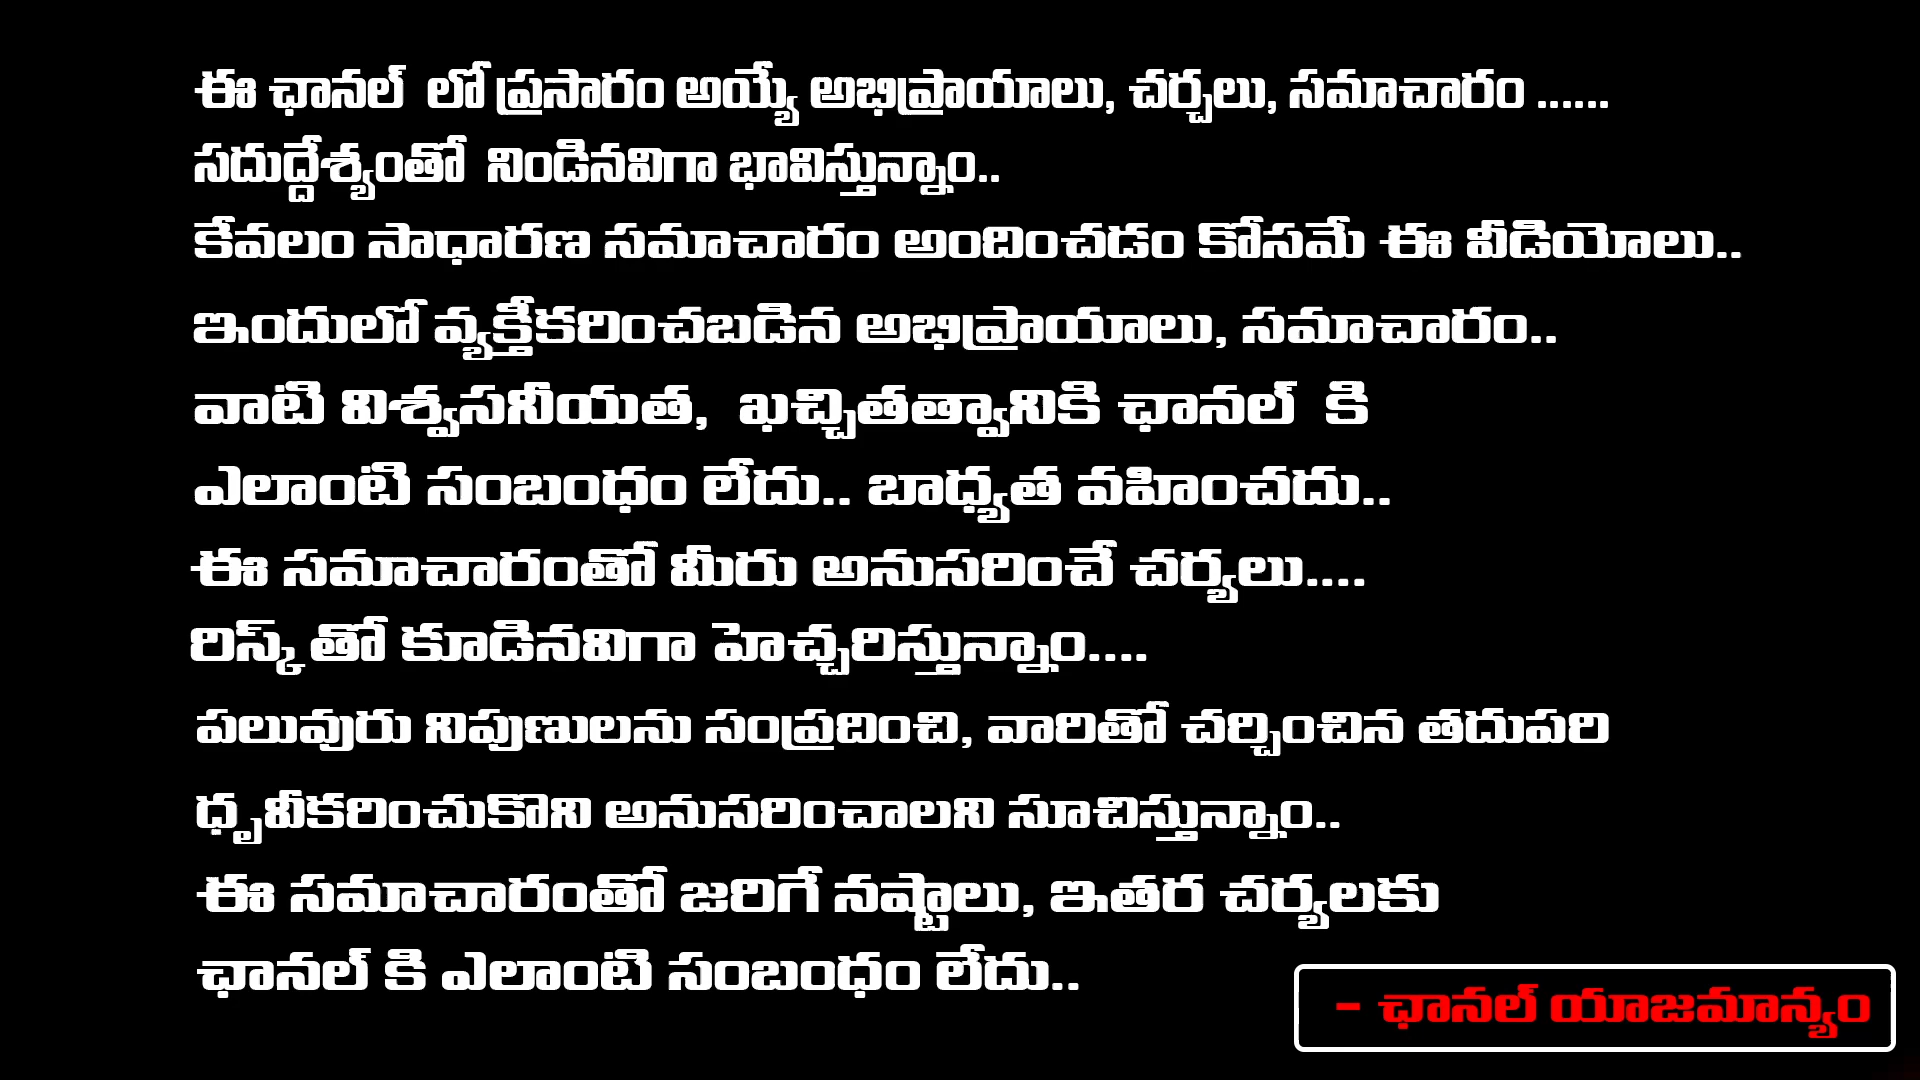 ఈ ఛానల్ లో ప్రసారం అయ్యే అభిప్రాయాలు, చర్చలు, సమాచారం ......
సదుద్దేశ్యంతో నిండినవిగా భావిస్తున్నాం..
కేవలం సాధారణ సమాచారం అందించడం కోసమే ఈ వీడియోలు..
ఇందులో వ్యక్తీకరించబడిన అభిప్రాయాలు, సమాచారం..
వాటి విశ్వసనీయత, ఖచ్చితత్వానికి ఛానల్ కి
ఎలాంటి సంబంధం లేదు.. బాధ్యత వహించదు..
ఈ సమాచారంతో మీరు అనుసరించే చర్యలు....
రిస్క్ తో కూడినవిగా హెచ్చరిస్తున్నాం....
పలువురు నిపుణులను సంప్రదించి, వారితో చర్చించిన తదుపరి
ధృవీకరించుకొని అనుసరించాలని సూచిస్తున్నాం..
ఈ సమాచారంతో జరిగే నష్టాలు, ఇతర చర్యలకు
ఛానల్ కి ఎలాంటి సంబంధం లేదు..
- ఛానల్ యాజమాన్యం